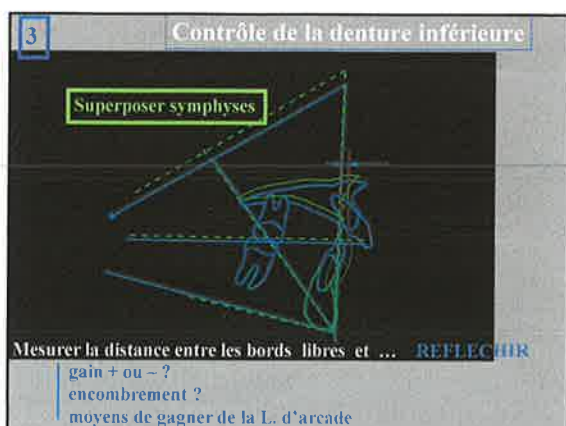 3
Contrôle de la denture inférieure
Superposer symphyses
Mesurer la distance entre les bords libres et ... REFLECHIR
gain + ou – ?
encombrement ?
moyens de gagner de la L. d'arcade